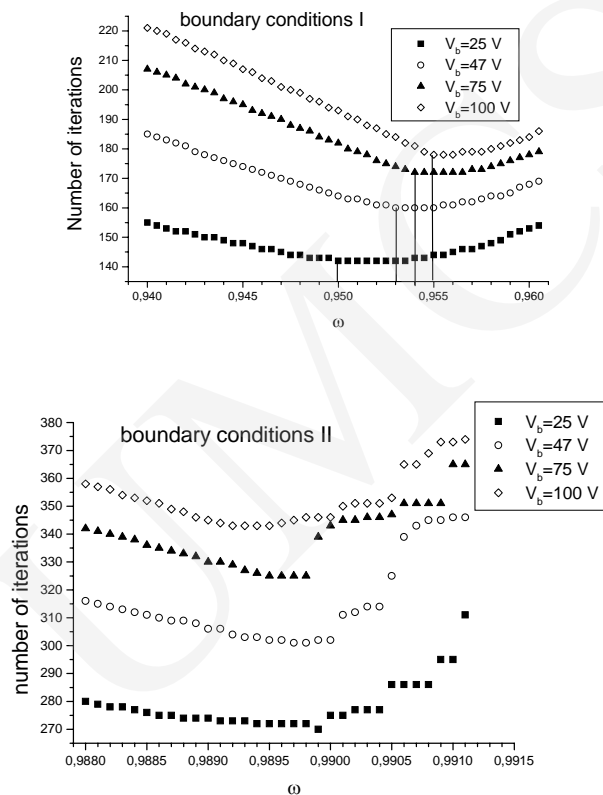 boundary conditions I
V_b=25 V
V_b=47 V
V_b=75 V
V_b=100 V
Number of iterations
220
210
200
190
180
170
160
150
140
0,940
0,945
0,950
0,955
0,960
ω
boundary conditions II
V_b=25 V
V_b=47 V
V_b=75 V
V_b=100 V
number of iterations
380
370
360
350
340
330
320
310
300
290
280
270
0,9880
0,9885
0,9890
0,9895
0,9900
0,9905
0,9910
0,9915
ω
UMCS